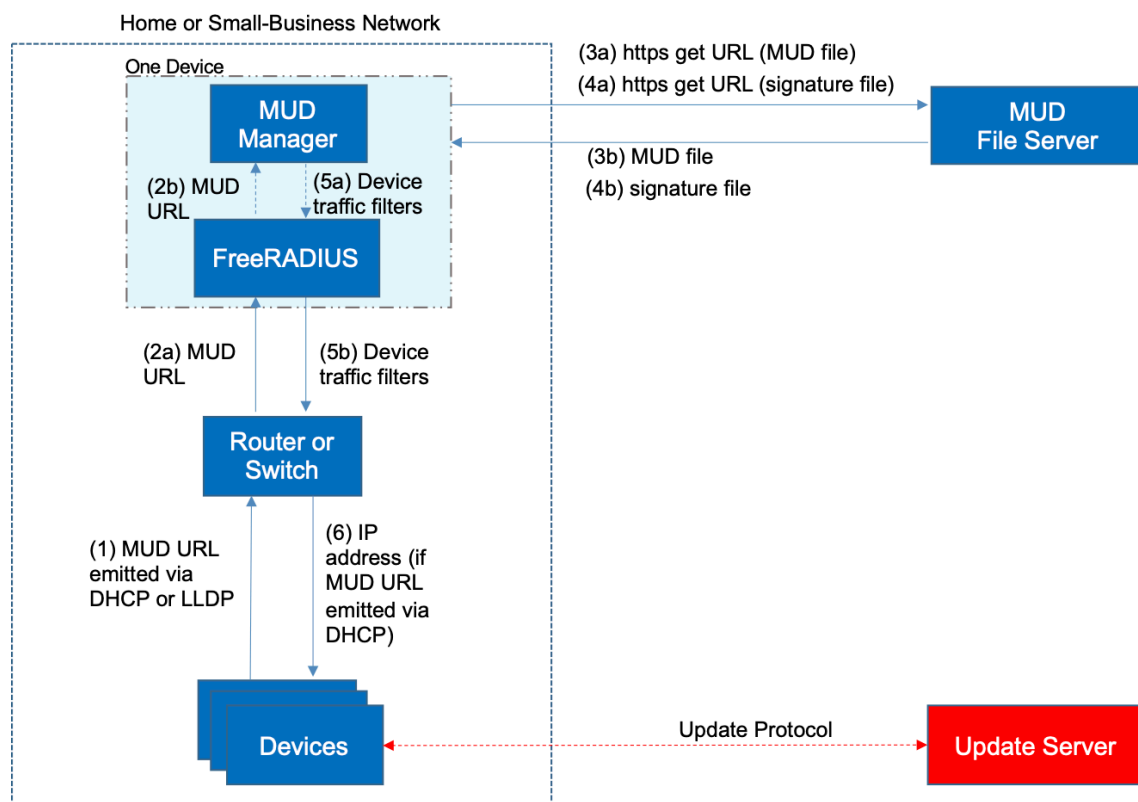 Home or Small-Business Network
One Device
MUD
Manager
(2b) MUD
URL
(5a) Device
traffic filters
FreeRADIUS
(3a) https get URL (MUD file)
(4a) https get URL (signature file)
(3b) MUD file
(4b) signature file
MUD
File Server
(2a) MUD
URL
(5b) Device
traffic filters
Router or
Switch
(1) MUD URL
emitted via
DHCP or LLDP
(6) IP
address (if
MUD URL
emitted via
DHCP)
Devices
Update Protocol
Update Server